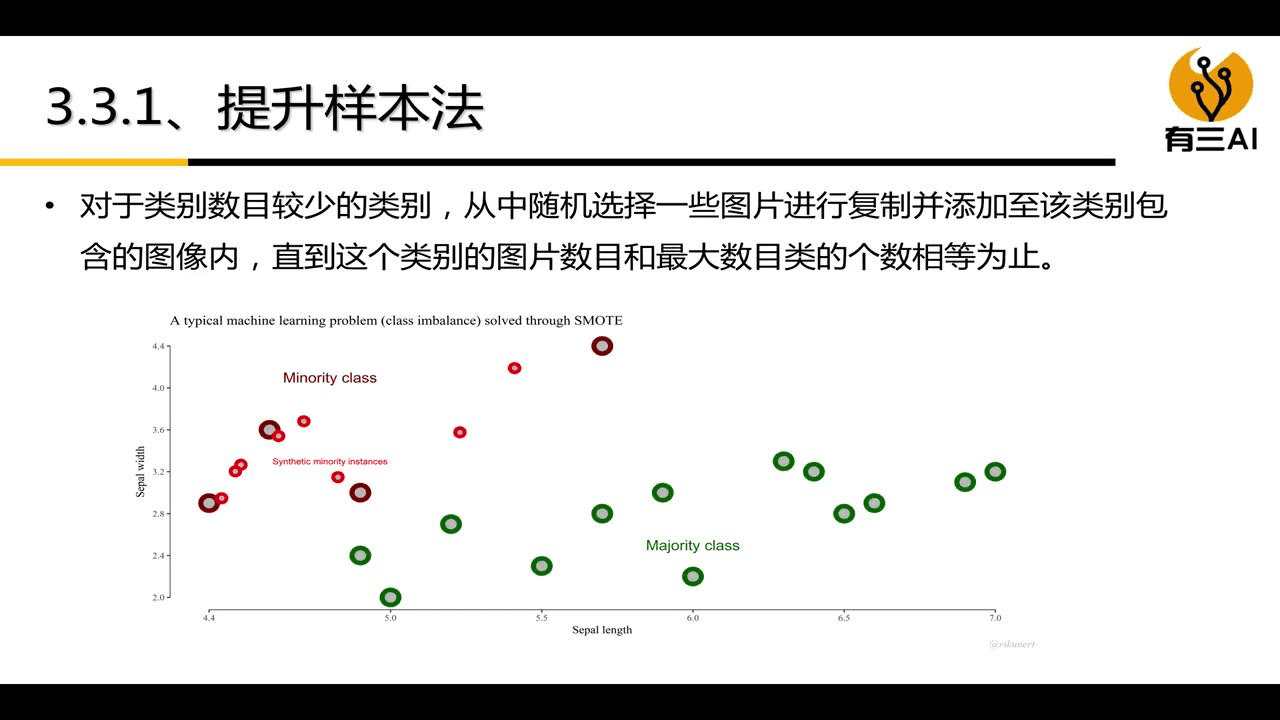 3.3.1、提升样本法
有三AI
• 对于类别数目较少的类别，从中随机选择一些图片进行复制并添加至该类别包
含的图像内，直到这个类别的图片数目和最大数目类的个数相等为止。
A typical machine learning problem (class imbalance) solved through SMOTE
4.4
4.0
3.6
3.2
2.8
2.4
2.0
Sepal width
Minority class
Synthetic minority instances
Majority class
4.4 5.0 5.5 6.0 6.5 7.0
Sepal length
@rikunert